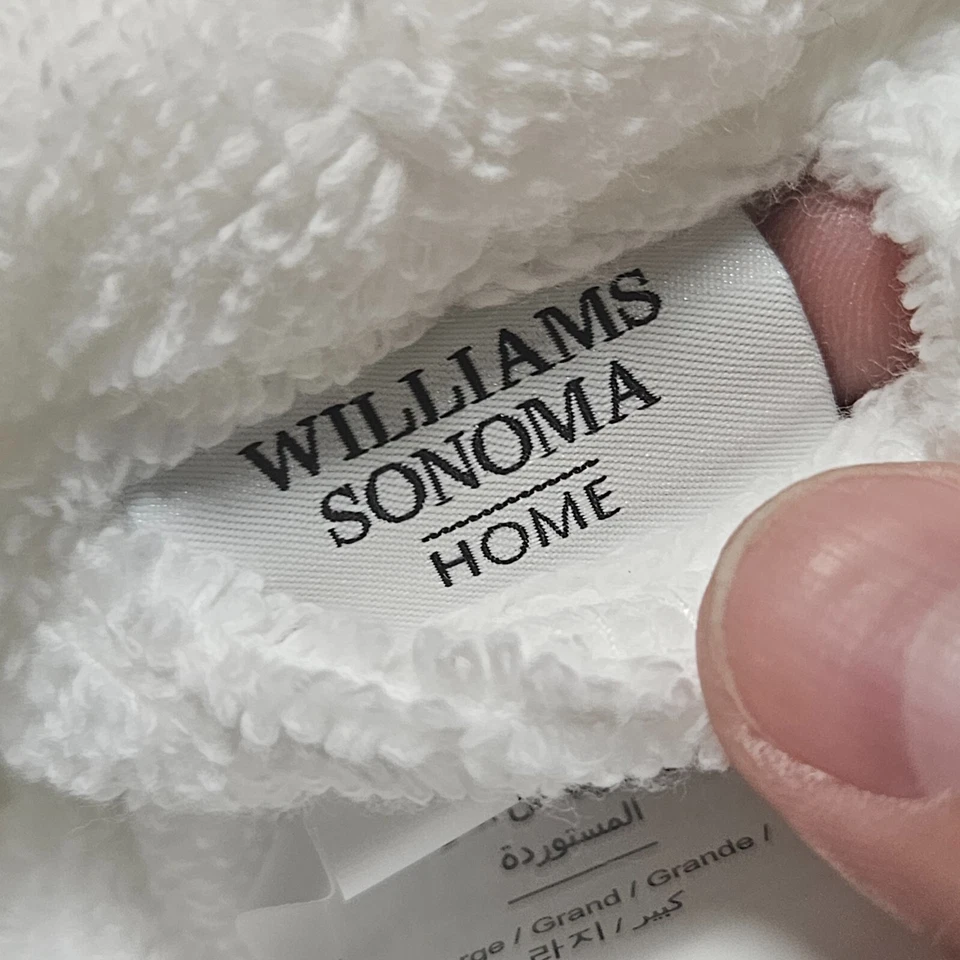 WILLIAMS
SONOMA
HOME
المستوردة
/ Grand / Grande /
라지 / كبير /